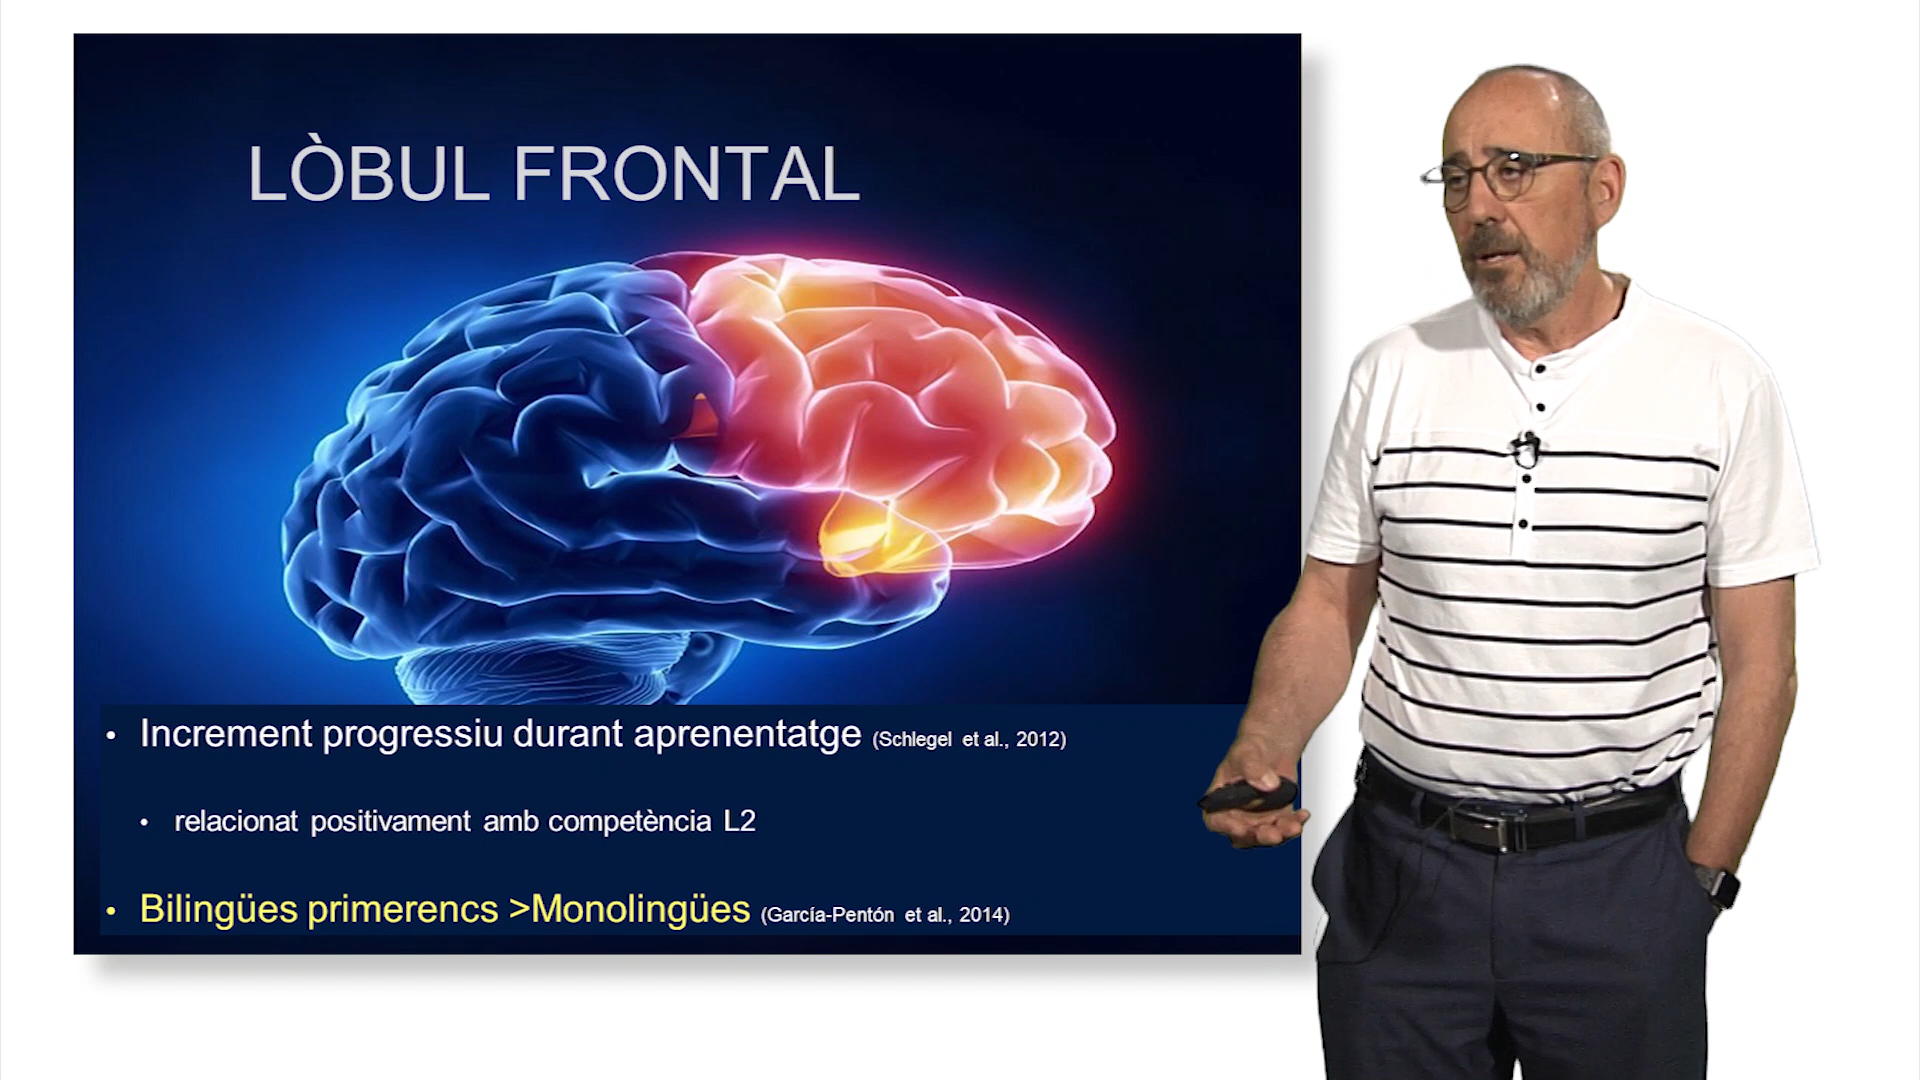 LÒBUL FRONTAL
• Increment progressiu durant aprenentatge (Schlegel et al., 2012)
• relacionat positivament amb competència L2
• Bilingües primerencs >Monolingües (García-Pentón et al., 2014)